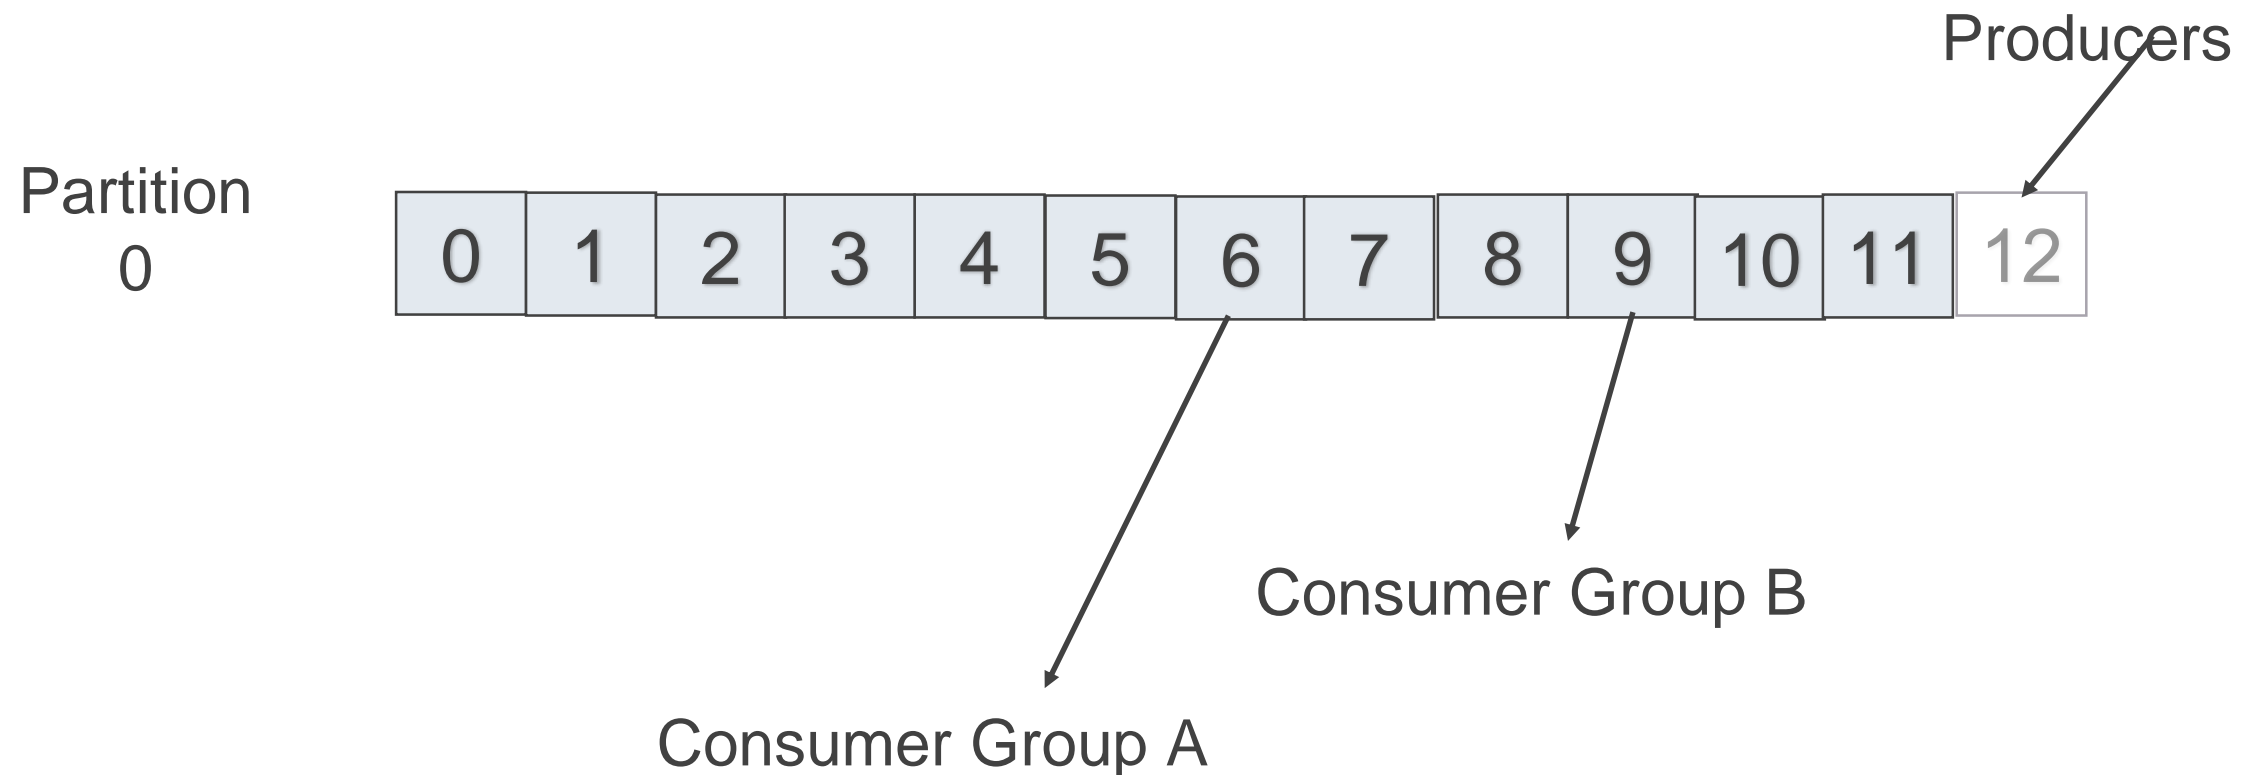 Producers
Partition
0
0 1 2 3 4 5 6 7 8 9 10 11 12
Consumer Group B
Consumer Group A